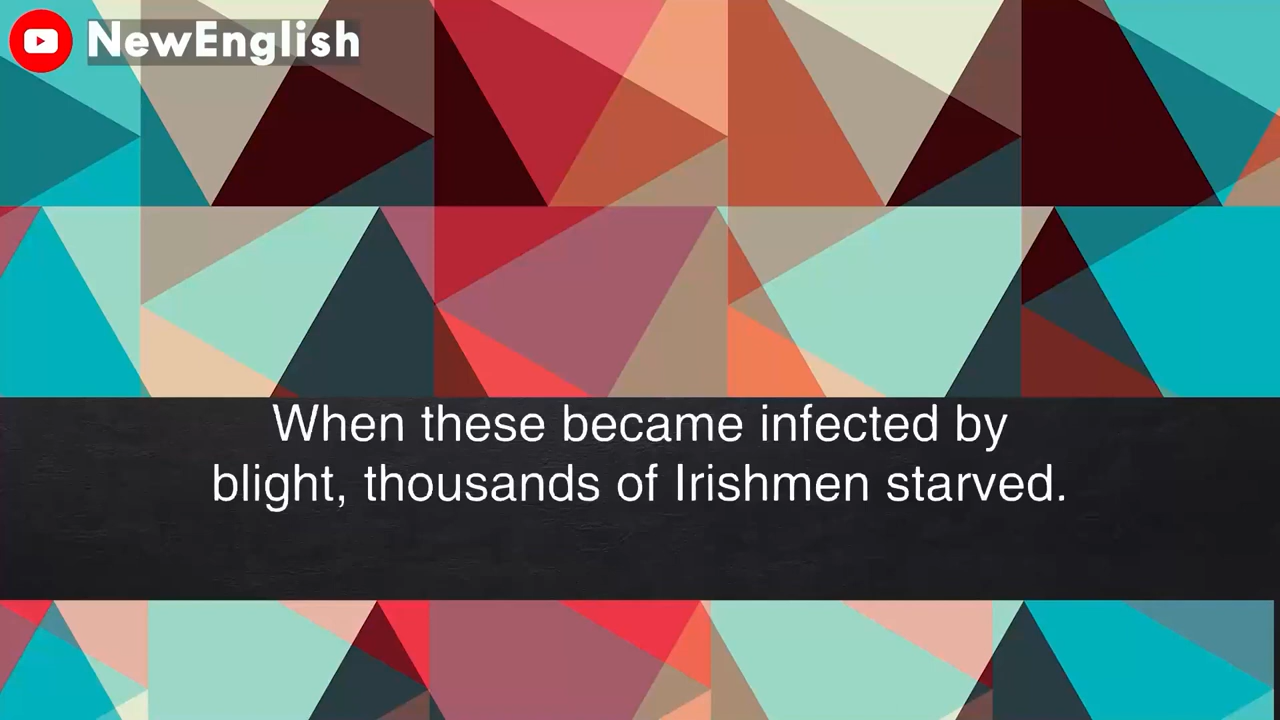 NewEnglish
When these became infected by
blight, thousands of Irishmen starved.